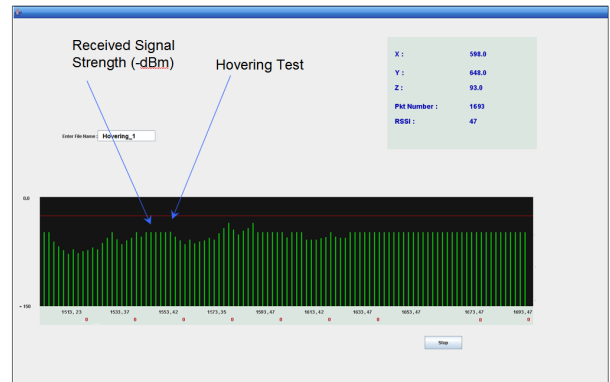 Received Signal
Strength (-dBm)
Hovering Test
X : 598.0
Y : 648.0
Z : 93.0
Pkt Number : 1693
RSSI : 47
Enter File Name: Hovering_1
0.0
- 150
1513, 23 1533, 37 1553, 42 1573, 35 1593, 47 1613, 42 1633, 47 1653, 47 1673, 47 1693, 47
0 0 0 0 0 0 0 0 0
Stop